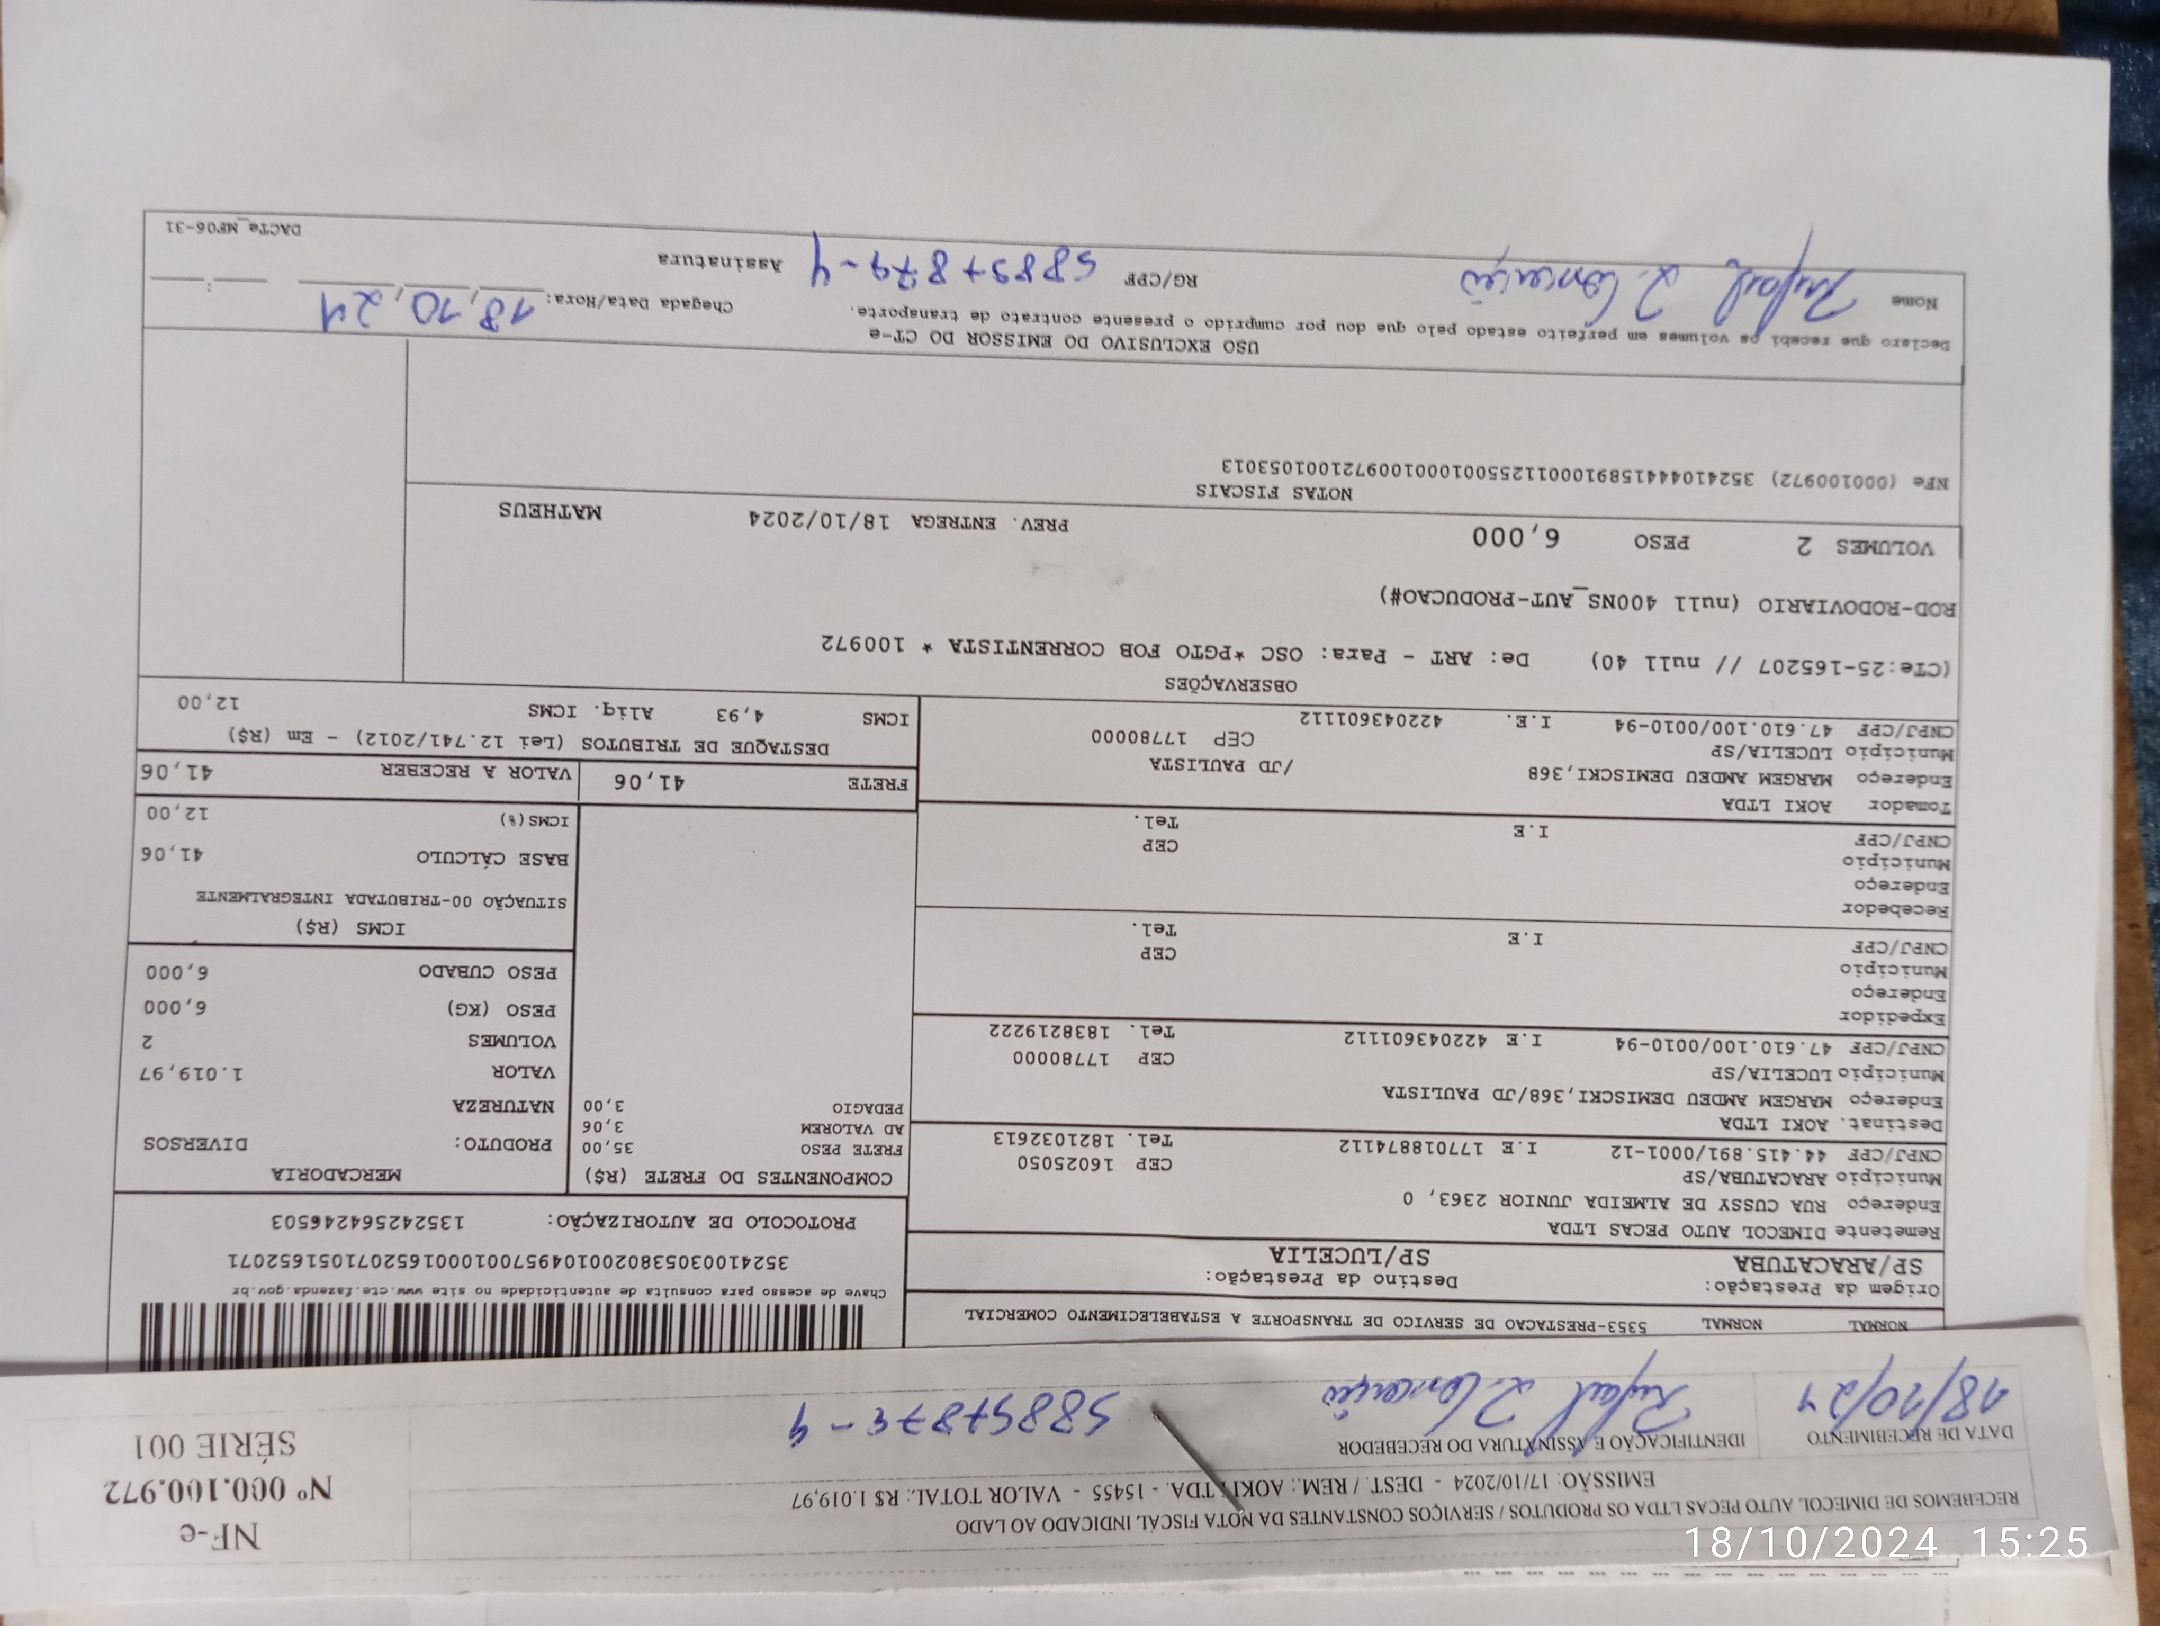 RECEBEMOS DE DIMECOL AUTO PECAS LTDA OS PRODUTOS / SERVIÇOS CONSTANTES DA NOTA FISCAL INDICADO AO LADO
EMISSÃO: 17/10/2024 - DEST. / REM.: AOKI LTDA. - 15455 - VALOR TOTAL: R$ 1.019,97
NF-e
Nº 000.100.972
SÉRIE 001
DATA DE RECEBIMENTO
18/10/24
IDENTIFICAÇÃO E ASSINATURA DO RECEBEDOR
NORMAL NORMAL 5353-PRESTACAO DE SERVICO DE TRANSPORTE A ESTABELECIMENTO COMERCIAL
Origem da Prestação: Destino da Prestação:
SP/ARACATUBA SP/LUCELIA
Chave de acesso para consulta de autenticidade no site www.cte.fazenda.gov.br
PROTOCOLO DE AUTORIZAÇÃO: 135242564246503
Remetente DIMECOL AUTO PECAS LTDA
Endereço RUA CUSSY DE ALMEIDA JUNIOR 2363, 0
Município ARACATUBA/SP CEP 16025050
CNPJ/CPF 44.415.891/0001-12 I.E 177018874112 Tel. 1821032613
Destinat. AOKI LTDA
Endereço MARGEM AMDEU DEMISCKI,368/JD PAULISTA
Município LUCELIA/SP CEP 17780000
CNPJ/CPF 47.610.100/0010-94 I.E 422043601112 Tel. 1838219222
Expedidor
Endereço
Município CEP
CNPJ/CPF I.E Tel.
Recebedor
Endereço
Município CEP
CNPJ/CPF I.E Tel.
Tomador AOKI LTDA
Endereço MARGEM AMDEU DEMISCKI,368 /JD PAULISTA
Município LUCELIA/SP CEP 17780000
CNPJ/CPF 47.610.100/0010-94 I.E. 422043601112
COMPONENTES DO FRETE (R$)
FRETE PESO 35,00
AD VALOREM 3,06
PEDAGIO 3,00
MERCADORIA
PRODUTO: DIVERSOS
NATUREZA
VALOR 1.019,97
VOLUMES 2
PESO (KG) 6,000
PESO CUBADO 6,000
ICMS (R$)
SITUAÇÃO 00-TRIBUTADA INTEGRALMENTE
BASE CÁLCULO 41,06
ICMS(%) 12,00
FRETE 41,06 VALOR A RECEBER 41,06
DESTAQUE DE TRIBUTOS (Lei 12.741/2012) - Em (R$)
ICMS 4,93 Aliq. ICMS 12,00
OBSERVAÇÕES
(CTe:25-165207 // null 40) De: ART - Para: OSC *PGTO FOB CORRENTISTA * 100972
ROD-RODOVIARIO (null 400NS_AUT-PRODUCAO#)
VOLUMES 2 PESO 6,000 PREV. ENTREGA 18/10/2024 MATHEUS
NOTAS FISCAIS
NFe (000100972) 35241044415891000112550010001009721001053013
USO EXCLUSIVO DO EMISSOR DO CT-e
Declaro que recebi os volumes em perfeito estado pelo que dou por cumprido o presente contrato de transporte.
Chegada Data/Hora: 18,10,24 :
Nome RG/CPF Assinatura
DACTe_MF06-31
18/10/2024 15:25